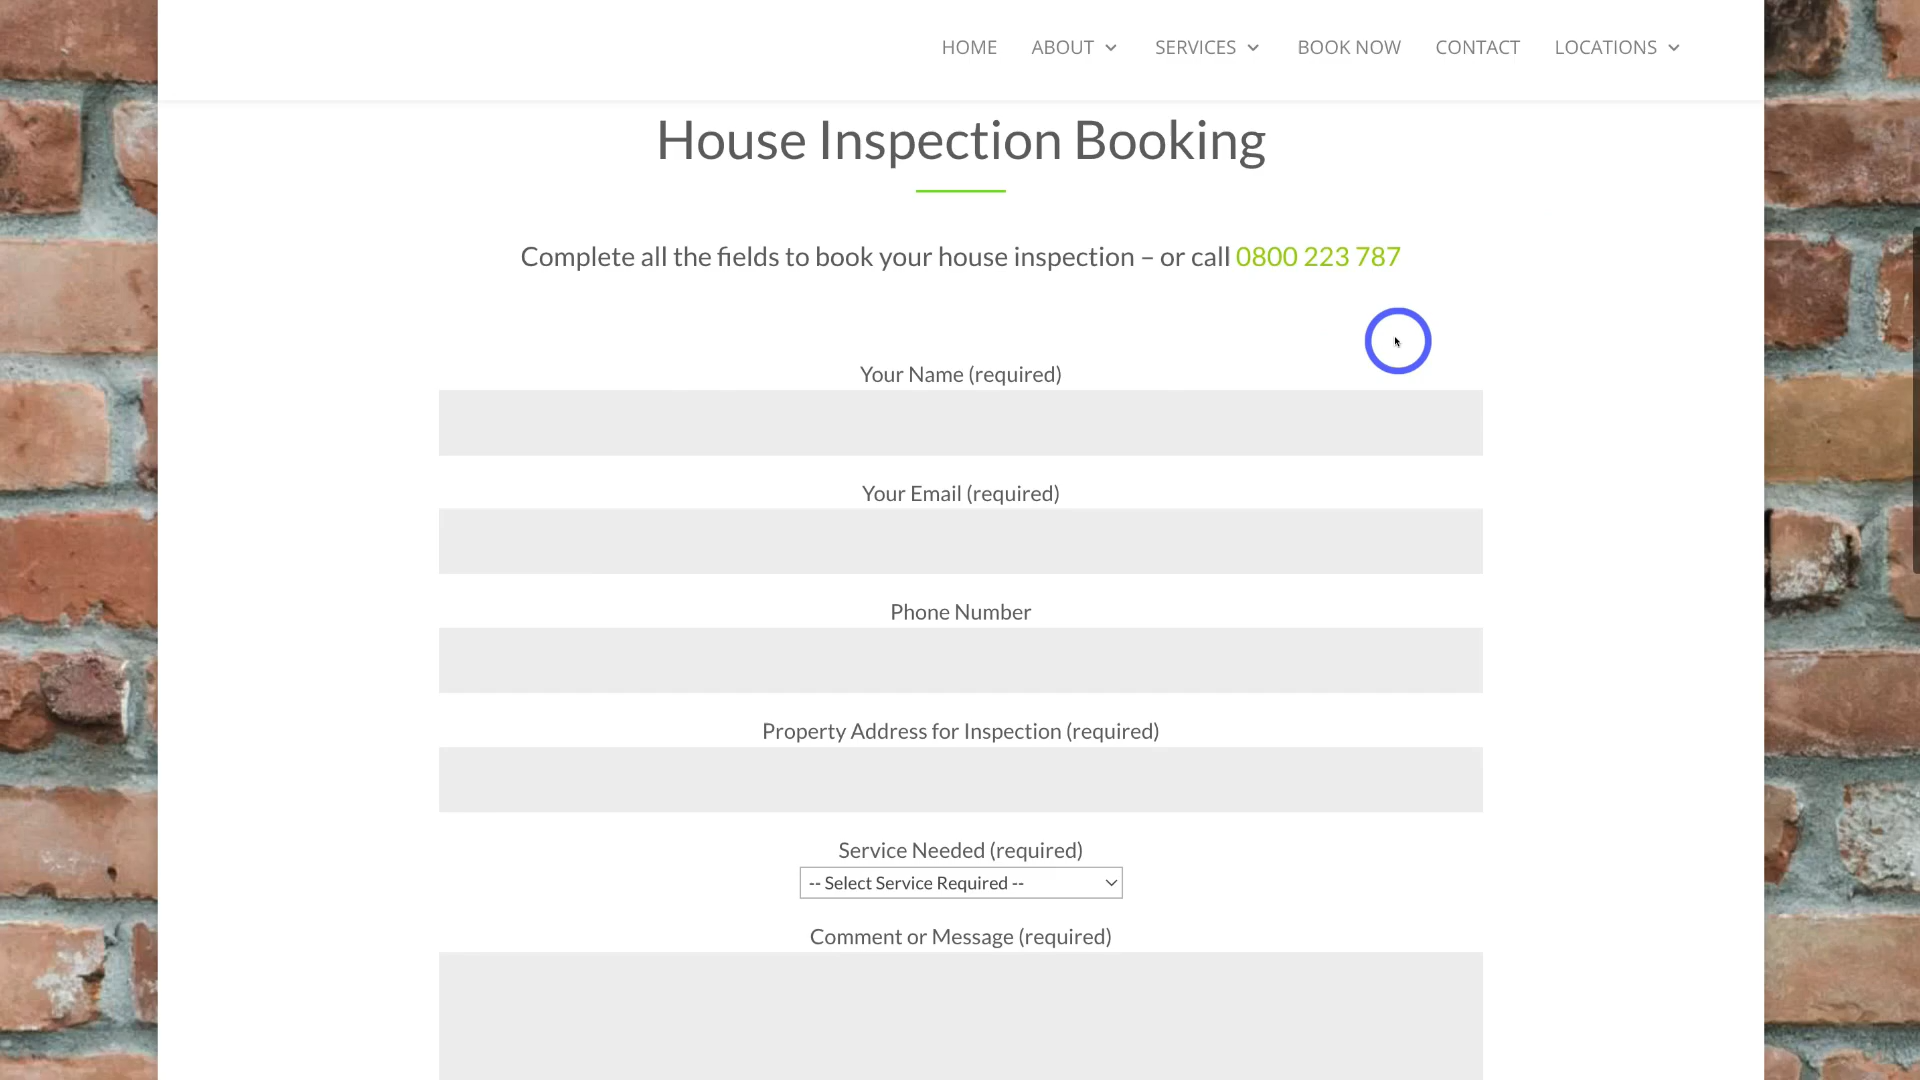 HOME ABOUT SERVICES BOOK NOW CONTACT LOCATIONS
House Inspection Booking
Complete all the fields to book your house inspection – or call 0800 223 787
Your Name (required)
Your Email (required)
Phone Number
Property Address for Inspection (required)
Service Needed (required)
-- Select Service Required --
Comment or Message (required)